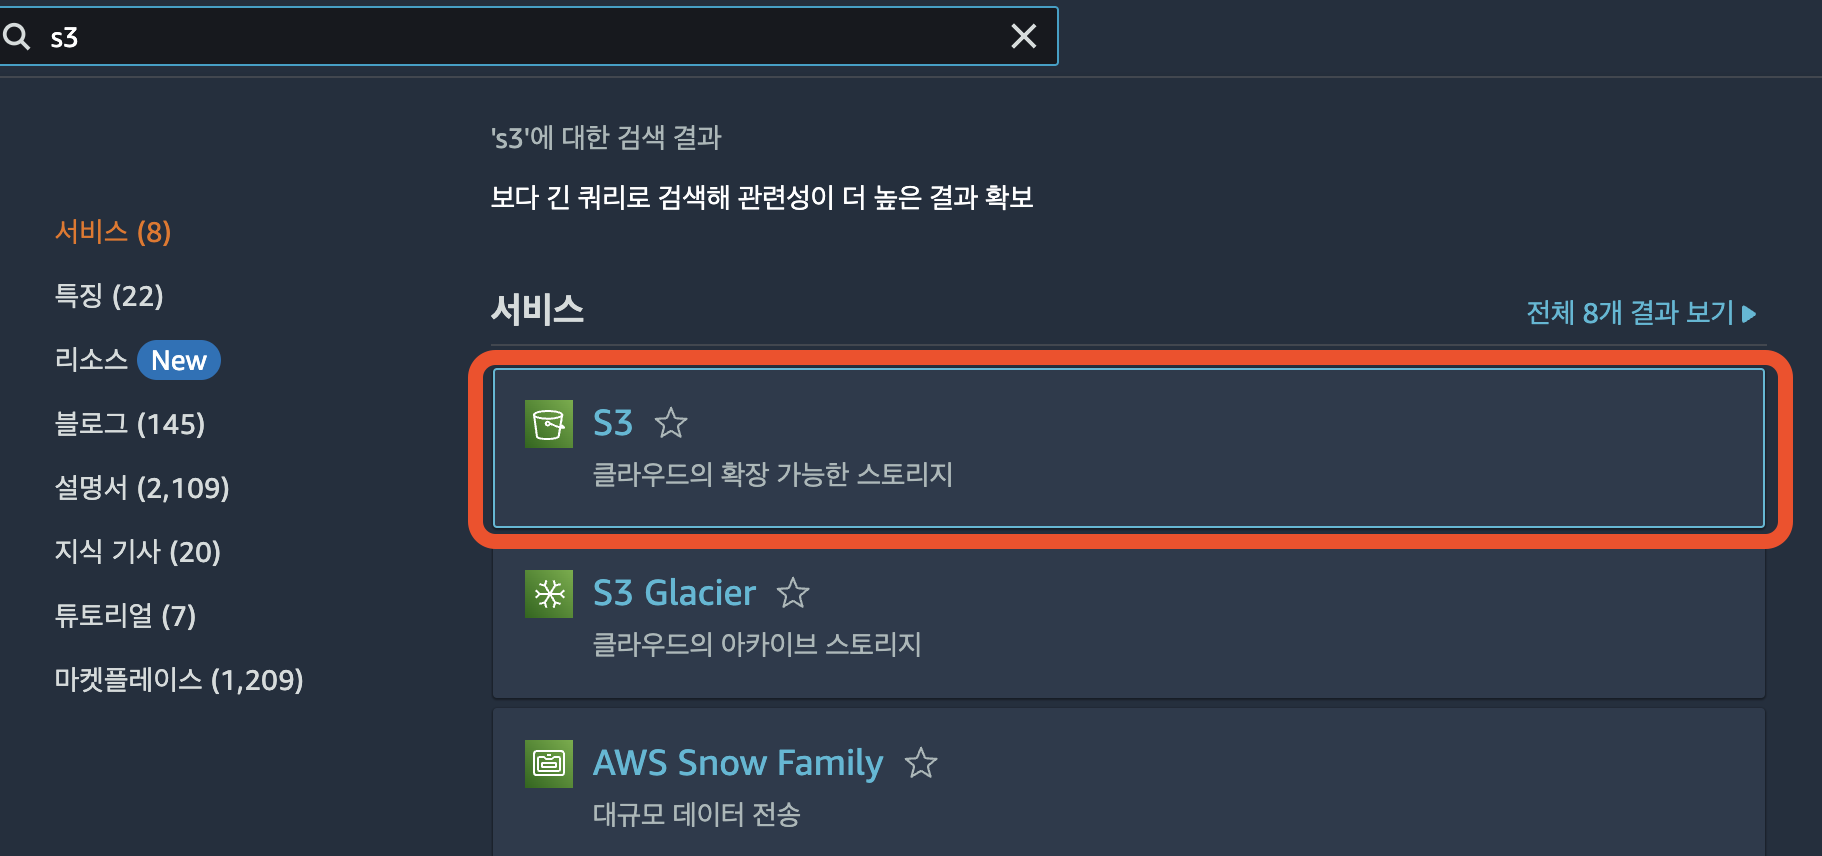 s3
's3'에 대한 검색 결과
보다 긴 쿼리로 검색해 관련성이 더 높은 결과 확보
서비스 (8)
특징 (22)
리소스 New
블로그 (145)
설명서 (2,109)
지식 기사 (20)
튜토리얼 (7)
마켓플레이스 (1,209)
서비스
전체 8개 결과 보기
S3
클라우드의 확장 가능한 스토리지
S3 Glacier
클라우드의 아카이브 스토리지
AWS Snow Family
대규모 데이터 전송